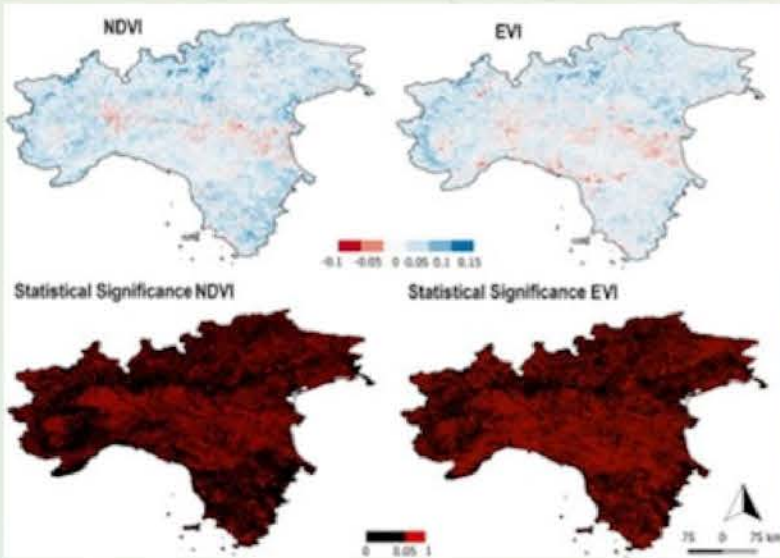 NDVI
EVI
-0.1 -0.05 0 0.05 0.1 0.15
Statistical Significance NDVI
Statistical Significance EVI
0 0.05 1
75 0 75 km